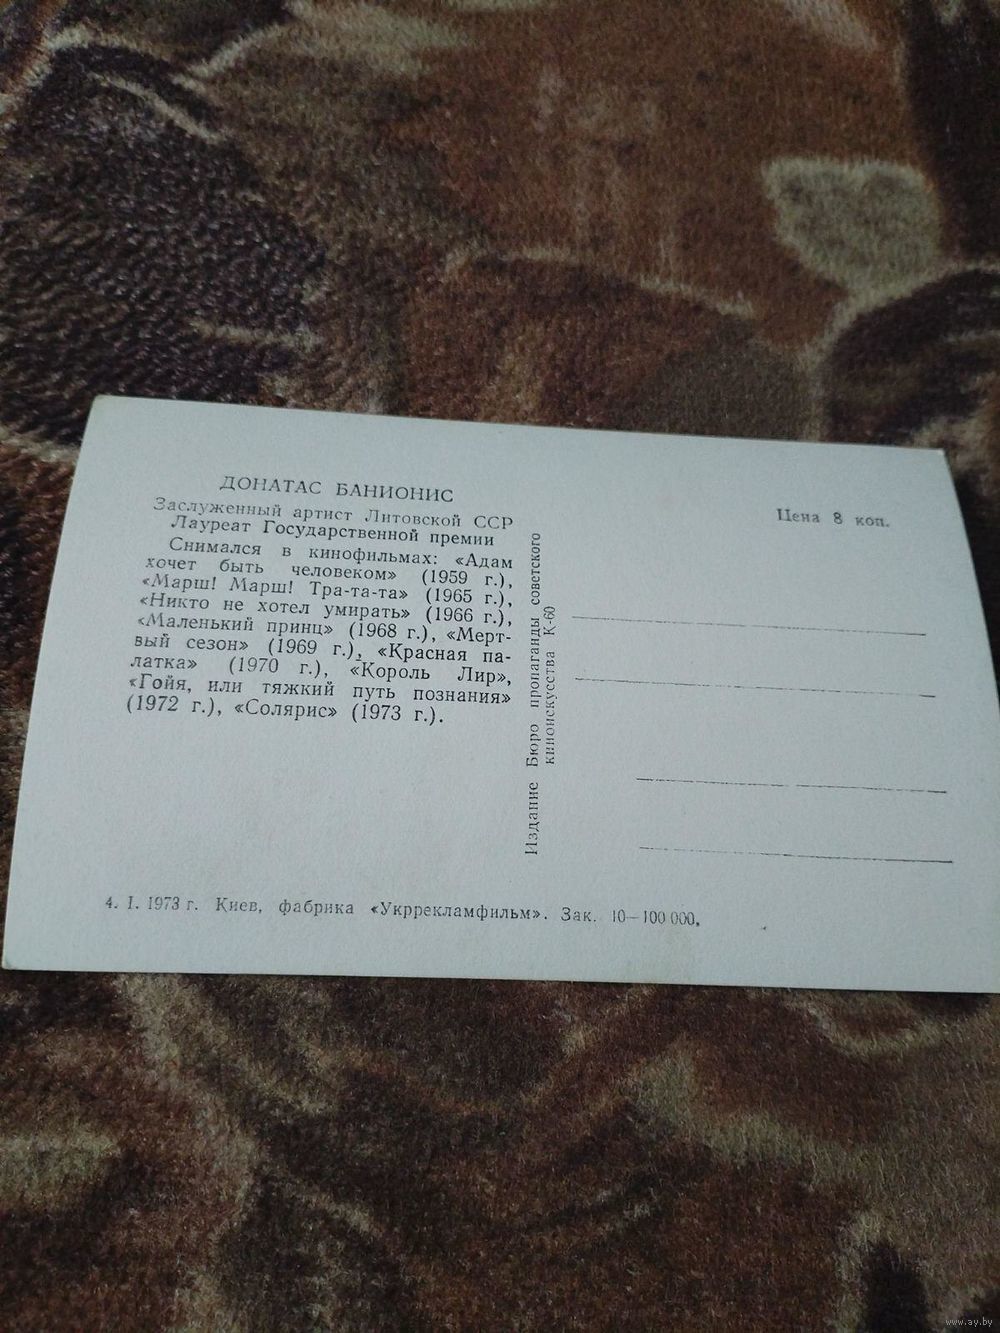 ДОНАТАС БАНИОНИС
Заслуженный артист Литовской ССР
Лауреат Государственной премии
Снимался в кинофильмах: «Адам
хочет быть человеком» (1959 г.),
«Марш! Марш! Тра-та-та» (1965 г.),
«Никто не хотел умирать» (1966 г.),
«Маленький принц» (1968 г.), «Мерт-
вый сезон» (1969 г.), «Красная па-
латка» (1970 г.), «Король Лир»,
«Гойя, или тяжкий путь познания»
(1972 г.), «Солярис» (1973 г.).
Издание Бюро пропаганды советского
киноискусства К-60
Цена 8 коп.
4. I. 1973 г. Киев, фабрика «Укррекламфильм». Зак. 10—100 000.
www.ay.by